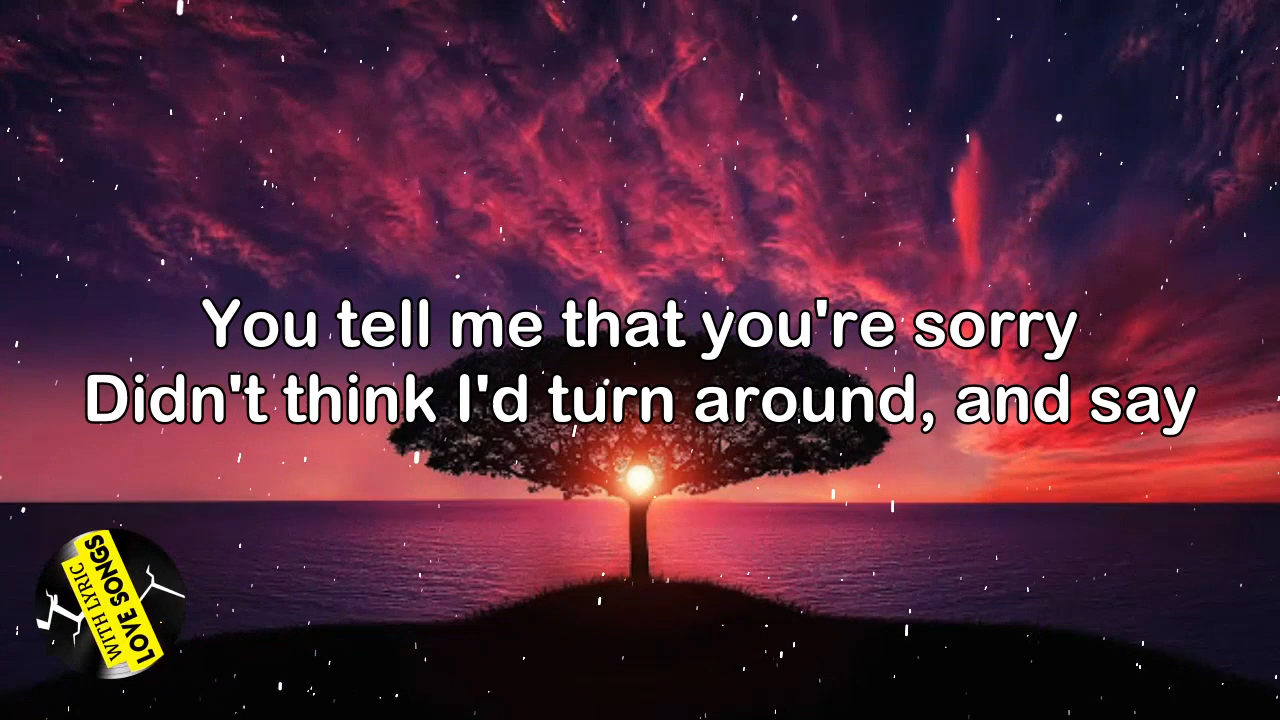 You tell me that you're sorry
Didn't think I'd turn around, and say
WITH LYRIC
LOVE SONGS